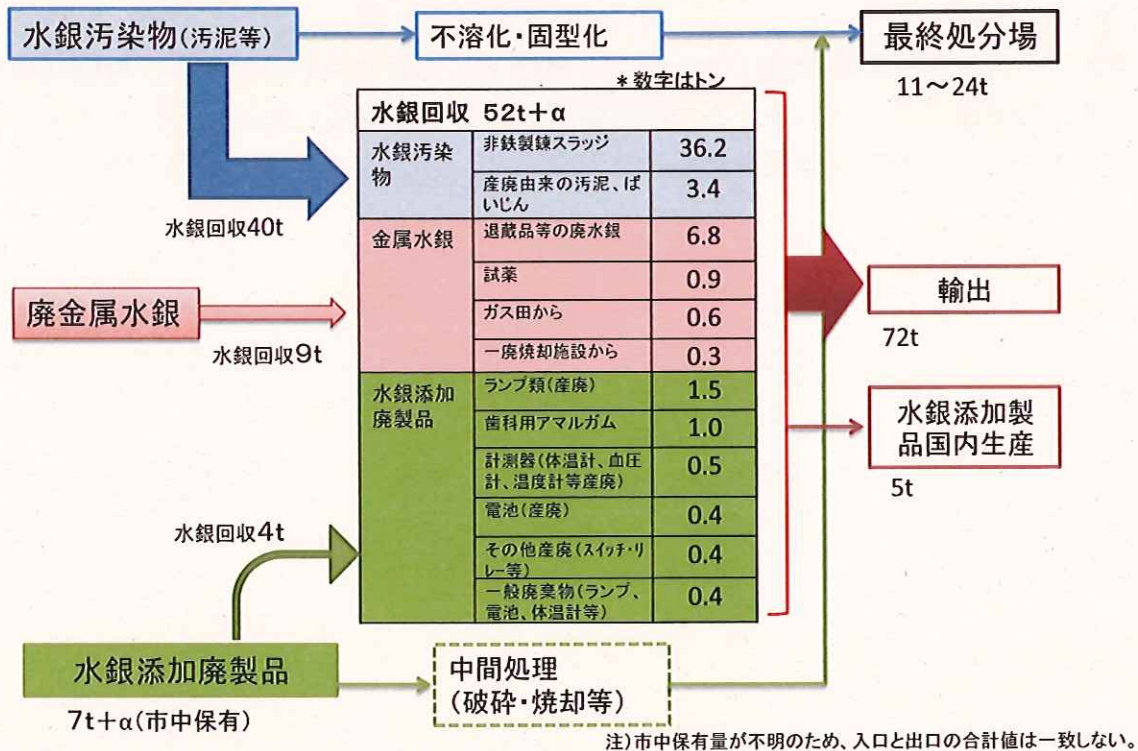 水銀汚染物(汚泥等)
不溶化・固型化
最終処分場
11～24t
＊数字はトン
水銀回収 52t+α
水銀汚染
物
非鉄製錬スラッジ
36.2
産廃由来の汚泥、ば
いじん
3.4
水銀回収40t
金属水銀
退蔵品等の廃水銀
6.8
試薬
0.9
ガス田から
0.6
一廃焼却施設から
0.3
廃金属水銀
水銀回収9t
輸出
72t
水銀添加
廃製品
ランプ類(産廃)
1.5
歯科用アマルガム
1.0
計測器(体温計、血圧
計、温度計等産廃)
0.5
電池(産廃)
0.4
その他産廃(スイッチ・リ
レー等)
0.4
一般廃棄物(ランプ、
電池、体温計等)
0.4
水銀添加製
品国内生産
5t
水銀回収4t
水銀添加廃製品
7t+α(市中保有)
中間処理
(破砕・焼却等)
注)市中保有量が不明のため、入口と出口の合計値は一致しない。